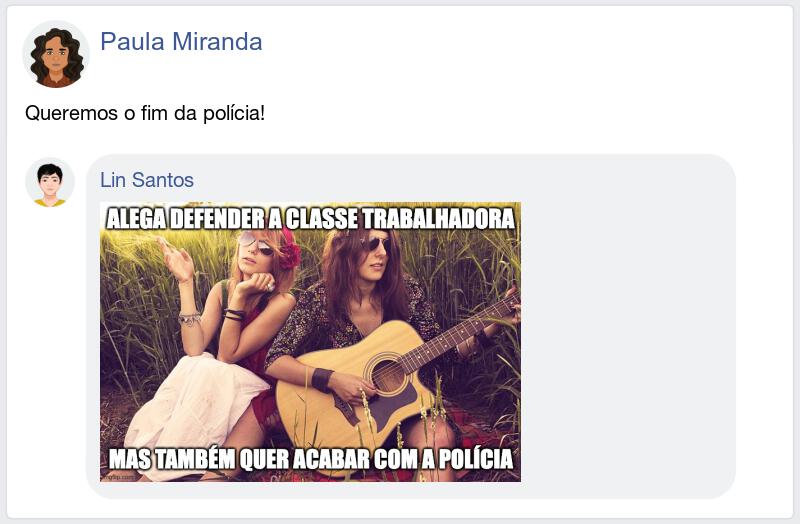 Paula Miranda
Queremos o fim da polícia!
Lin Santos
ALEGA DEFENDER A CLASSE TRABALHADORA
MAS TAMBÉM QUER ACABAR COM A POLÍCIA
imgflip.com